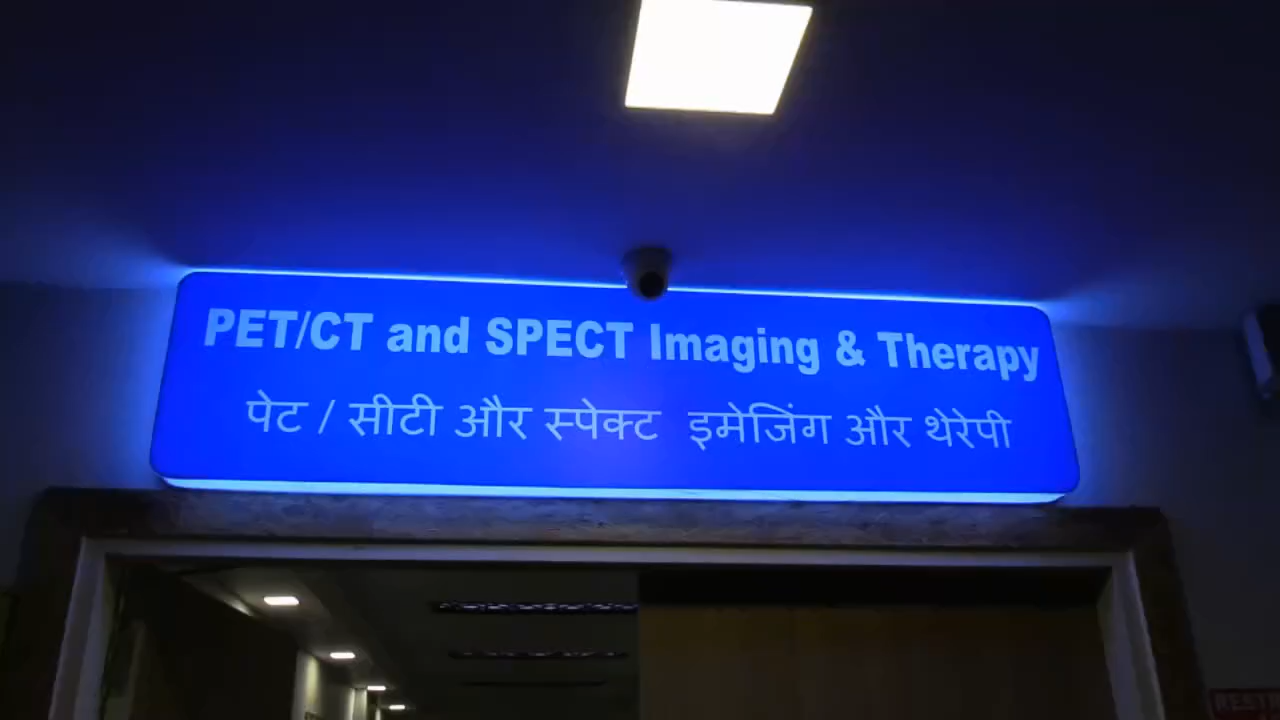 PET/CT and SPECT Imaging & Therapy
पेट / सीटी और स्पेक्ट इमेजिंग और थेरेपी